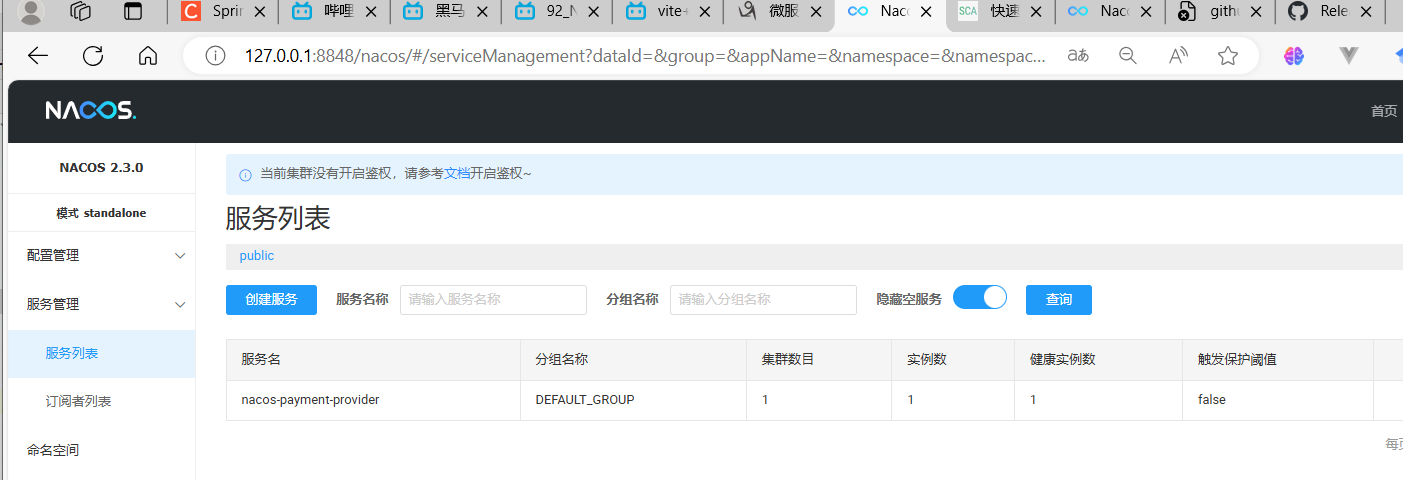 Sprin
哔哩
黑马
92_N
vite+
微服
Naco
快速
Naco
githu
Rele
127.0.0.1:8848/nacos/#/serviceManagement?dataId=&group=&appName=&namespace=&namespac...
NACOS.
首页
NACOS 2.3.0
当前集群没有开启鉴权，请参考文档开启鉴权~
模式 standalone
服务列表
配置管理
public
服务管理
创建服务 服务名称 请输入服务名称 分组名称 请输入分组名称 隐藏空服务 查询
服务列表
服务名 分组名称 集群数目 实例数 健康实例数 触发保护阈值
订阅者列表
nacos-payment-provider DEFAULT_GROUP 1 1 1 false
命名空间
每页